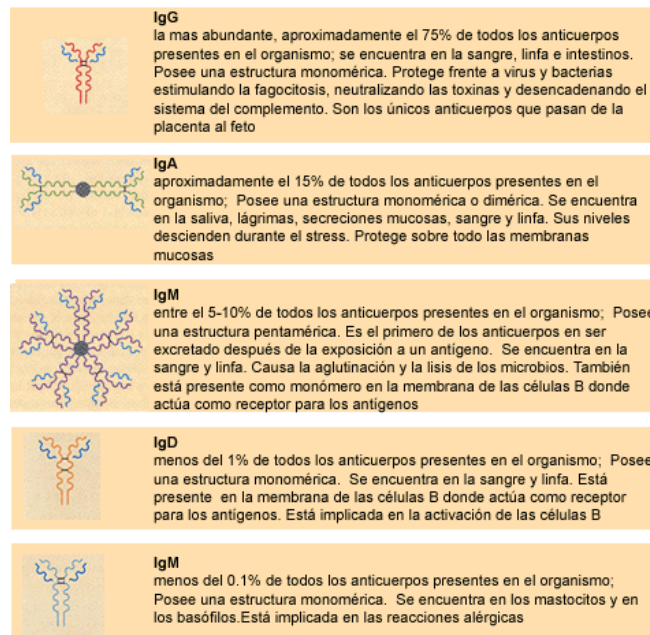 IgG
la mas abundante, aproximadamente el 75% de todos los anticuerpos
presentes en el organismo; se encuentra en la sangre, linfa e intestinos.
Posee una estructura monomérica. Protege frente a virus y bacterias
estimulando la fagocitosis, neutralizando las toxinas y desencadenando el
sistema del complemento. Son los únicos anticuerpos que pasan de la
placenta al feto
IgA
aproximadamente el 15% de todos los anticuerpos presentes en el
organismo; Posee una estructura monomérica o dimérica. Se encuentra
en la saliva, lágrimas, secreciones mucosas, sangre y linfa. Sus niveles
descienden durante el stress. Protege sobre todo las membranas
mucosas
IgM
entre el 5-10% de todos los anticuerpos presentes en el organismo; Posee
una estructura pentamérica. Es el primero de los anticuerpos en ser
excretado después de la exposición a un antígeno. Se encuentra en la
sangre y linfa. Causa la aglutinación y la lisis de los microbios. También
está presente como monómero en la membrana de las células B donde
actúa como receptor para los antígenos
IgD
menos del 1% de todos los anticuerpos presentes en el organismo; Posee
una estructura monomérica. Se encuentra en la sangre y linfa. Está
presente en la membrana de las células B donde actúa como receptor
para los antígenos. Está implicada en la activación de las células B
IgM
menos del 0.1% de todos los anticuerpos presentes en el organismo;
Posee una estructura monomérica. Se encuentra en los mastocitos y en
los basófilos.Está implicada en las reacciones alérgicas